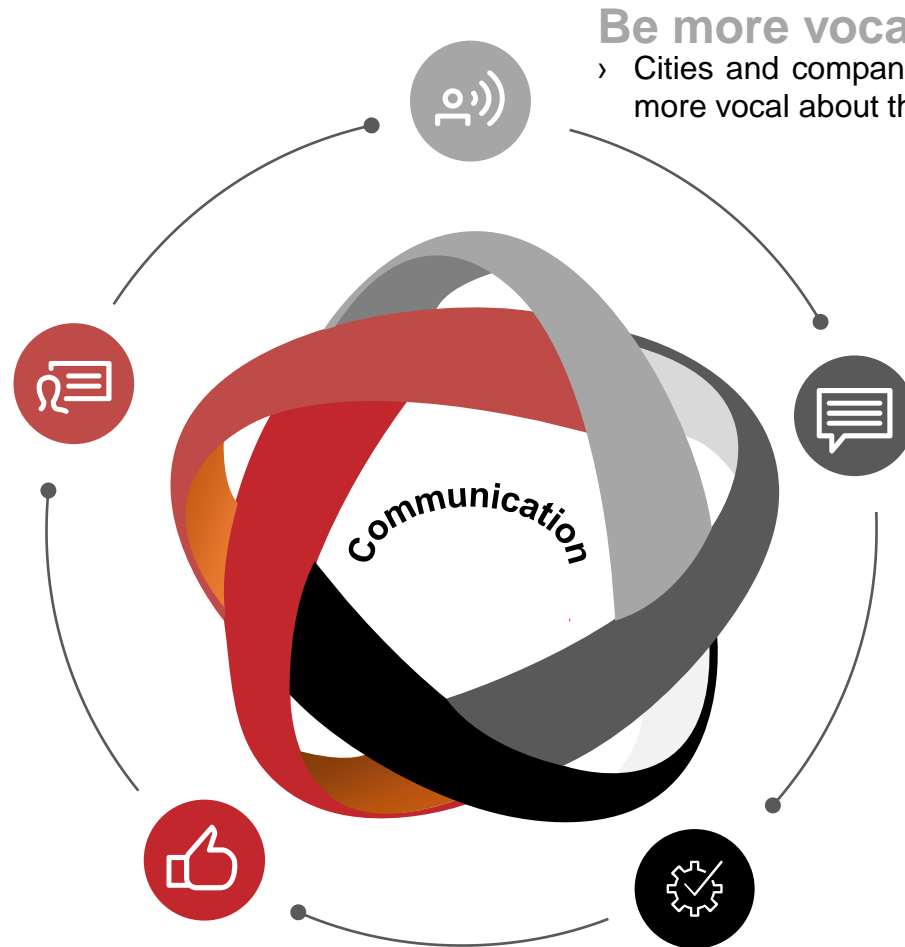 Be more voca
› Cities and compan
more vocal about th
Communication